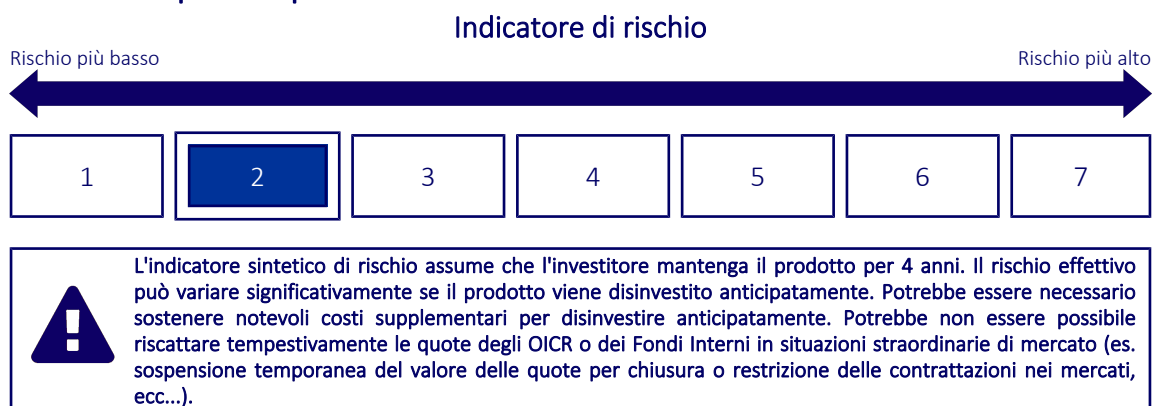 Indicatore di rischio
Rischio più basso
Rischio più alto
1
2
3
4
5
6
7
L'indicatore sintetico di rischio assume che l'investitore mantenga il prodotto per 4 anni. Il rischio effettivo
può variare significativamente se il prodotto viene disinvestito anticipatamente. Potrebbe essere necessario
sostenere notevoli costi supplementari per disinvestire anticipatamente. Potrebbe non essere possibile
riscattare tempestivamente le quote degli OICR o dei Fondi Interni in situazioni straordinarie di mercato (es.
sospensione temporanea del valore delle quote per chiusura o restrizione delle contrattazioni nei mercati,
ecc...).